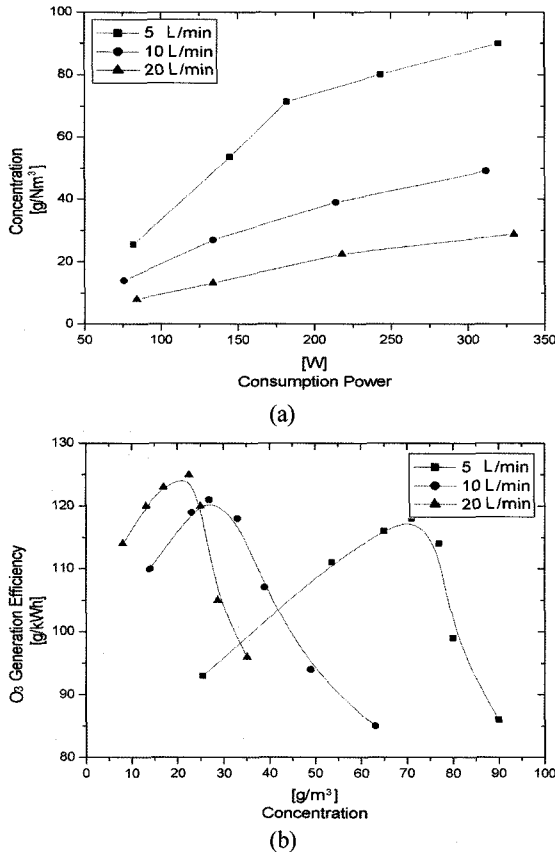 100
80
60
40
20
0
Concentration
[g/Nm³]
5 L/min
10 L/min
20 L/min
50
100
150
200
250
300
350
[W]
Consumption Power
(a)
130
120
110
100
90
80
O₃ Generation Efficiency
[g/kWh]
5 L/min
10 L/min
20 L/min
0
10
20
30
40
50
60
70
80
90
100
[g/m³]
Concentration
(b)